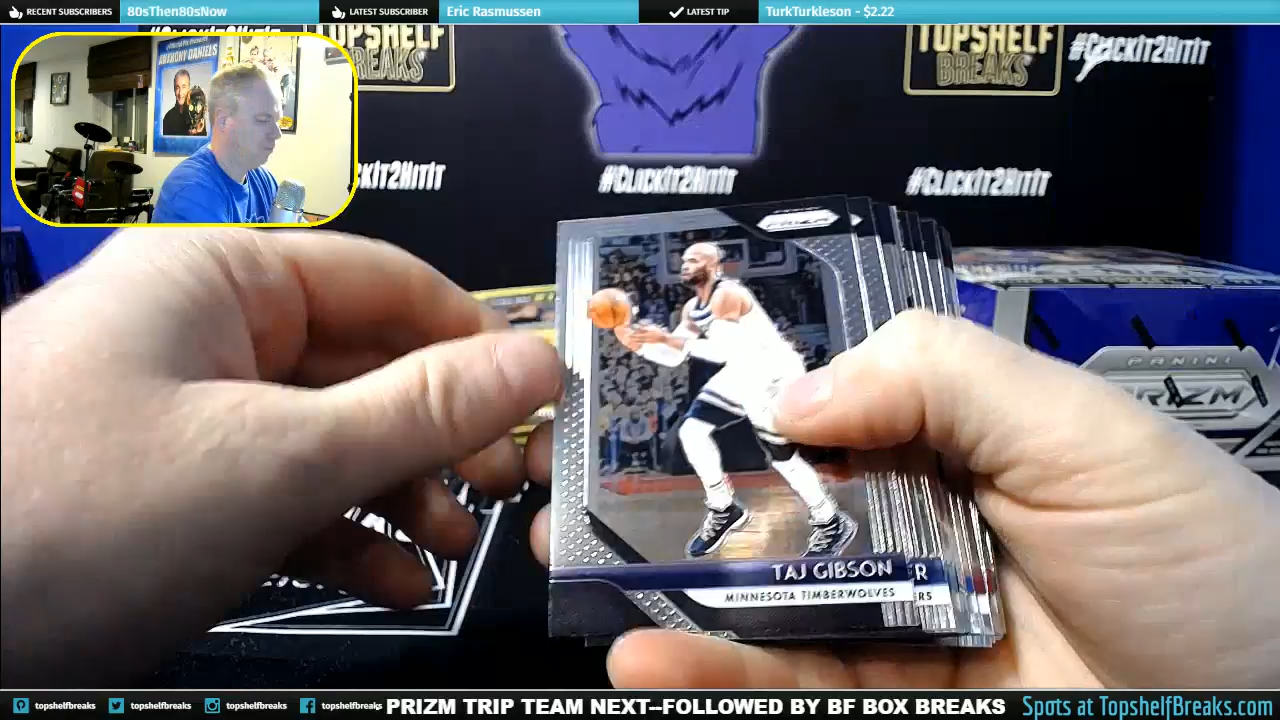 RECENT SUBSCRIBERS 80sThen80sNow LATEST SUBSCRIBER Eric Rasmussen LATEST TIP TurkTurkleson - $2.22
ANTHONY DANIELS
TOPSHELF
BREAKS
TOPSHELF
BREAKS
#CLICKIT2HITIT
#CLICKIT2HITIT
#CLICKIT2HITIT
PRIZM
PANINI
PRIZM
TAJ GIBSON
MINNESOTA TIMBERWOLVES
topshelfbreaks topshelfbreaks topshelfbreaks topshelfbreaks PRIZM TRIP TEAM NEXT--FOLLOWED BY BF BOX BREAKS Spots at TopshelfBreaks.com